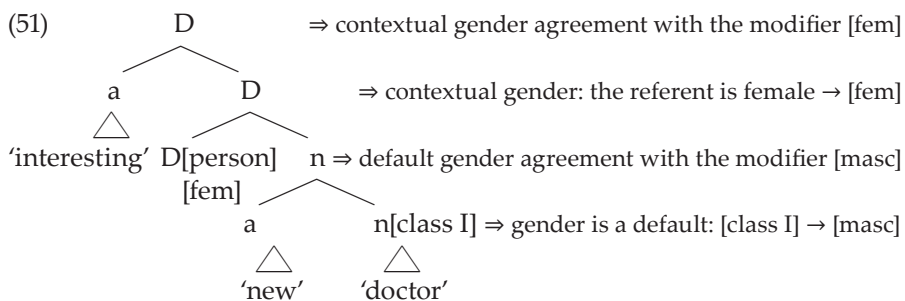 (51) D ⇒ contextual gender agreement with the modifier [fem]
a D ⇒ contextual gender: the referent is female → [fem]
‘interesting’ D[person] n ⇒ default gender agreement with the modifier [masc]
[fem]
a n[class I] ⇒ gender is a default: [class I] → [masc]
‘new’ ‘doctor’